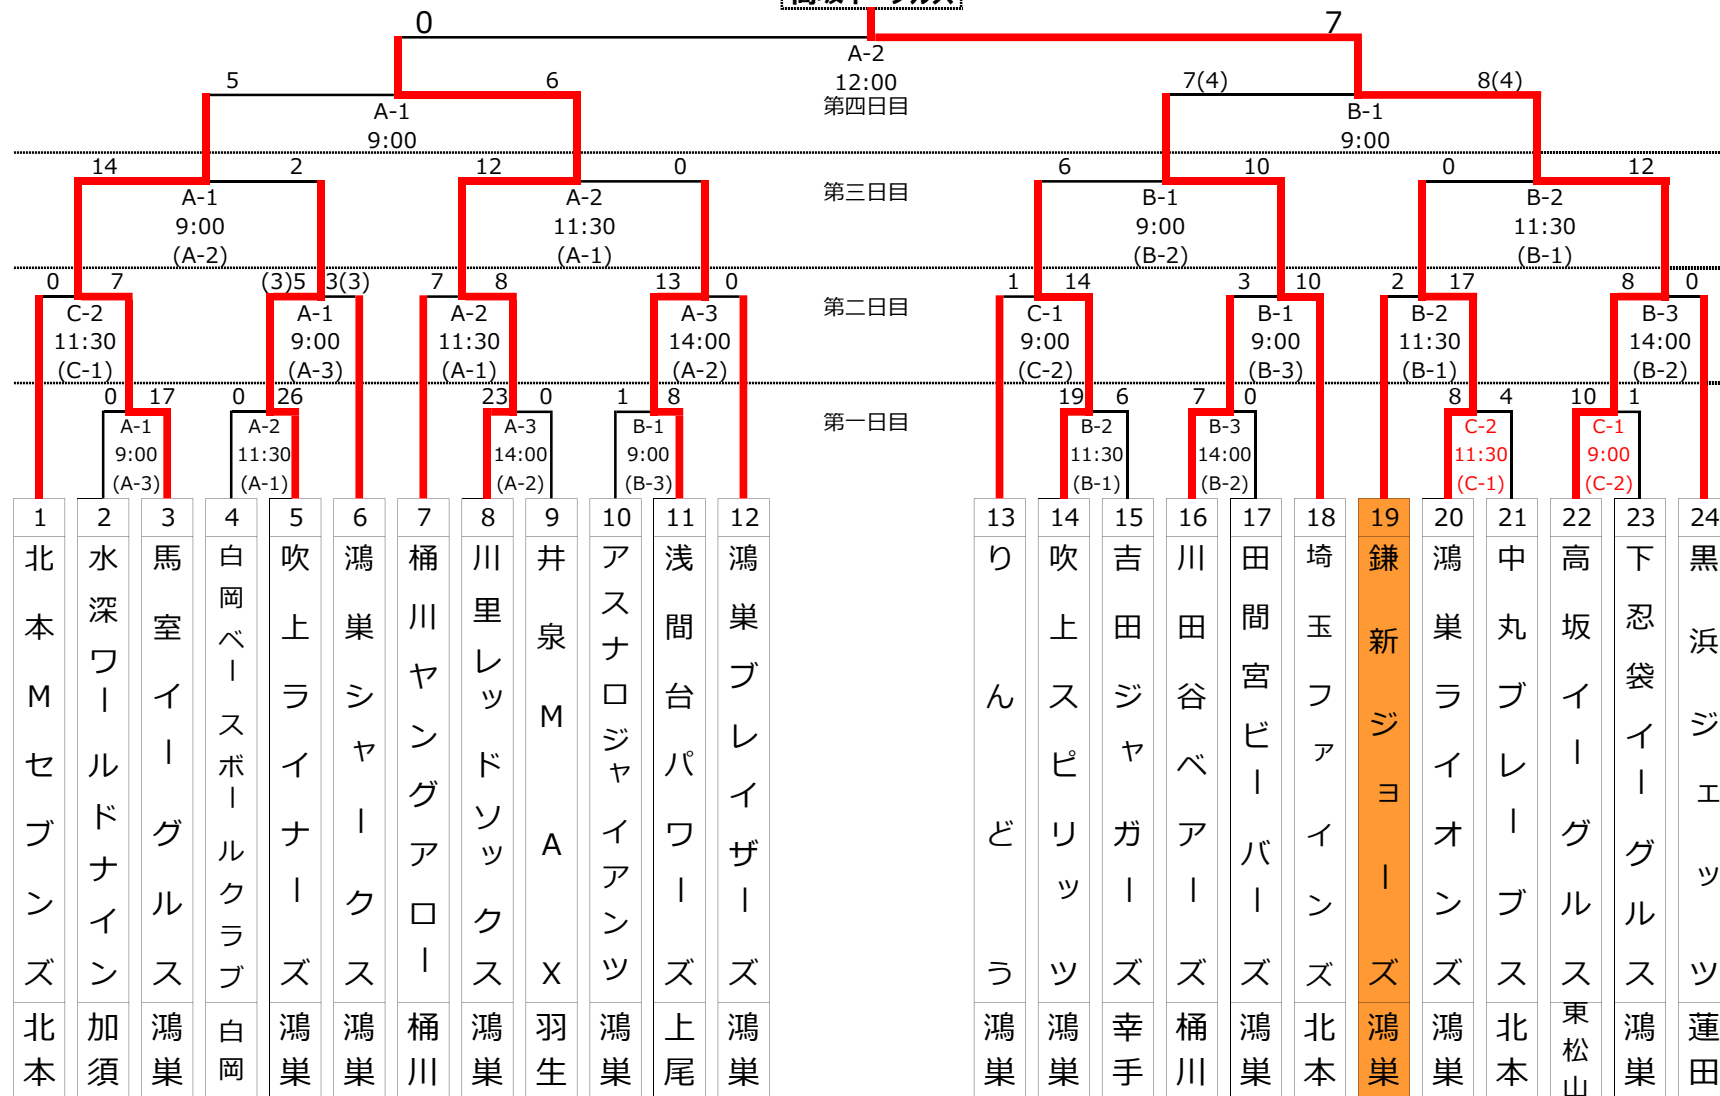 0 7
A-2
12:00
5 6 7(4) 8(4)
第四日目
A-1 B-1
9:00 9:00
14 2 12 0 6 10 0 12
第三日目
A-1 A-2 B-1 B-2
9:00 11:30 9:00 11:30
(A-2) (A-1) (B-2) (B-1)
0 7 (3)5 3(3) 7 8 13 0 1 14 3 10 2 17 8 0
第二日目
C-2 A-1 A-2 A-3 C-1 B-1 B-2 B-3
11:30 9:00 11:30 14:00 9:00 9:00 11:30 14:00
(C-1) (A-3) (A-1) (A-2) (C-2) (B-3) (B-1) (B-2)
0 17 0 26 23 0 1 8 19 6 7 0 8 4 10 1
第一日目
A-1 A-2 A-3 B-1 B-2 B-3 C-2 C-1
9:00 11:30 14:00 9:00 11:30 14:00 11:30 9:00
(A-3) (A-1) (A-2) (B-3) (B-1) (B-2) (C-1) (C-2)
1 北本Mセブンズ 北本
2 水深ワールドナイン 加須
3 馬室イーグルス 鴻巣
4 白岡ベースボールクラブ 白岡
5 吹上ライナーズ 鴻巣
6 鴻巣シャークス 鴻巣
7 桶川ヤングアロー 桶川
8 川里レッドソックス 鴻巣
9 井泉MAX 羽生
10 アスナロジャイアンツ 鴻巣
11 浅間台パワーズ 上尾
12 鴻巣ブレイザーズ 鴻巣
13 りんどう 鴻巣
14 吹上スピリッツ 鴻巣
15 吉田ジャガーズ 幸手
16 川田谷ベアーズ 桶川
17 田間宮ビーバーズ 鴻巣
18 埼玉ファインズ 北本
19 鎌新ジョーズ 鴻巣
20 鴻巣ライオンズ 鴻巣
21 中丸ブレーブス 北本
22 高坂イーグルス 東松山
23 下忍袋イーグルス 鴻巣
24 黒浜ジェッツ 蓮田